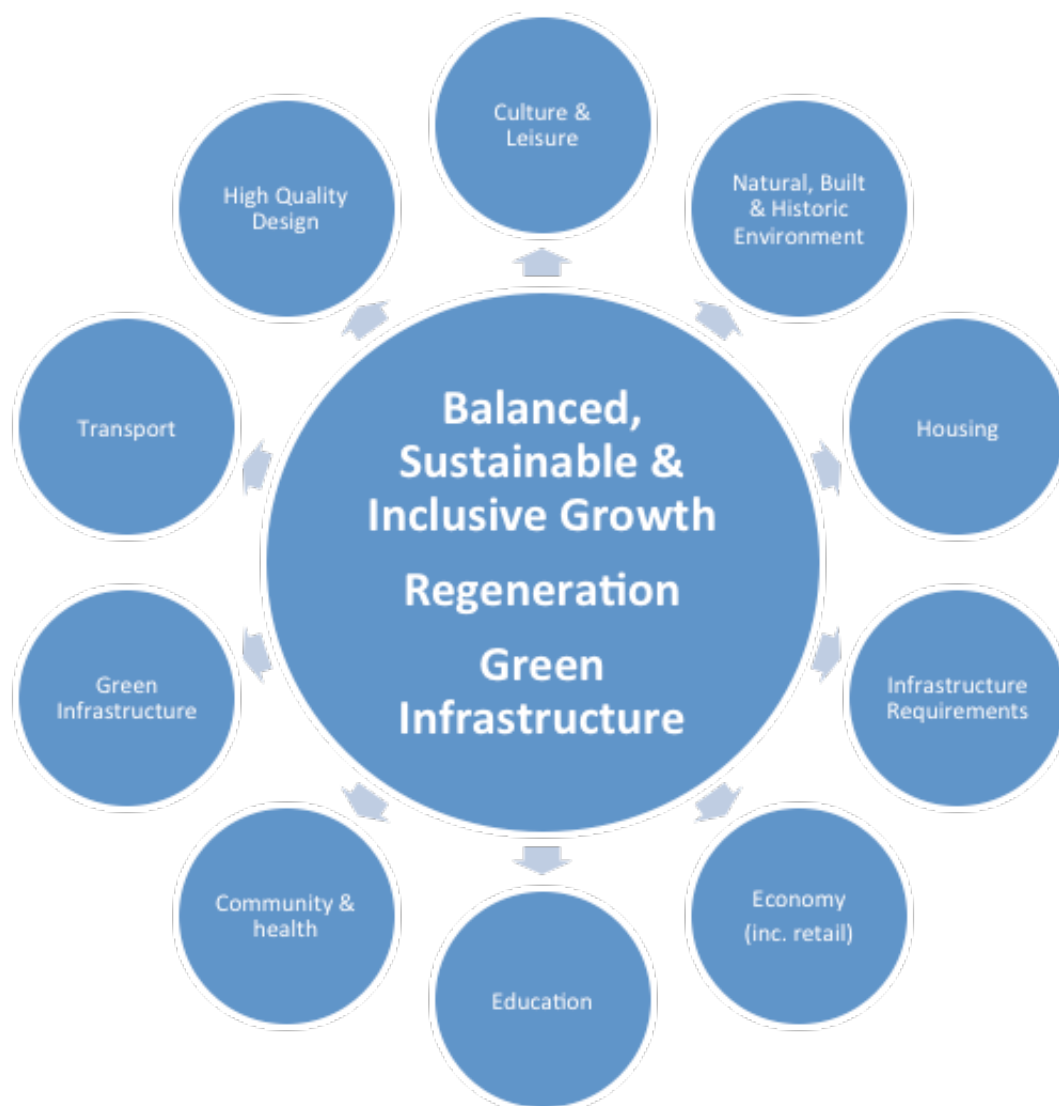 Culture &
Leisure
Natural, Built
& Historic
Environment
Housing
Infrastructure
Requirements
Economy
(inc. retail)
Education
Community &
health
Green
Infrastructure
Transport
High Quality
Design
Balanced,
Sustainable &
Inclusive Growth
Regeneration
Green
Infrastructure